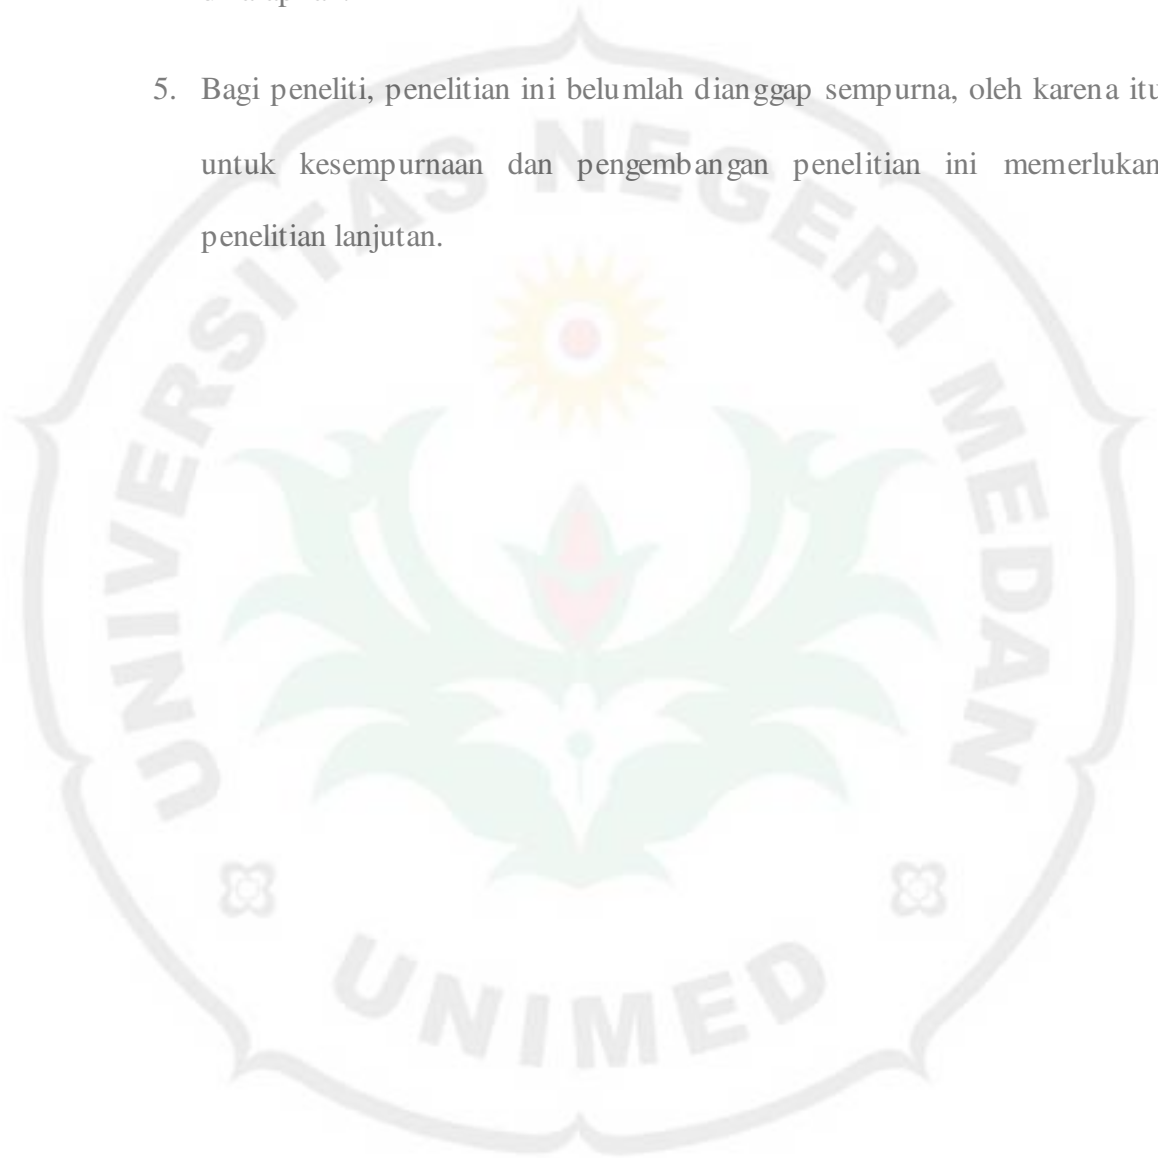 5. Bagi peneliti, penelitian ini belumlah dianggap sempurna, oleh karena itu
untuk kesempurnaan dan pengembangan penelitian ini memerlukan
penelitian lanjutan.
UNIVERSITAS NEGERI MEDAN
UNIMED